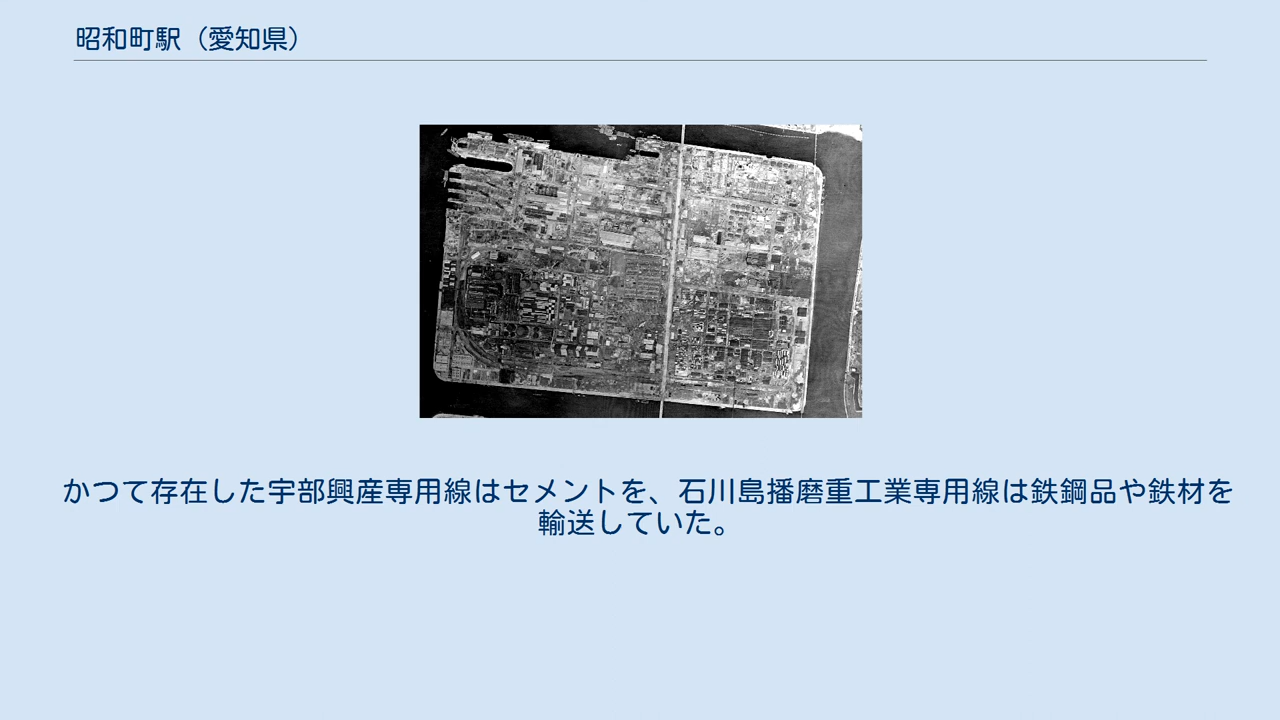 昭和町駅（愛知県）
かつて存在した宇部興産専用線はセメントを、石川島播磨重工業専用線は鉄鋼品や鉄材を
輸送していた。